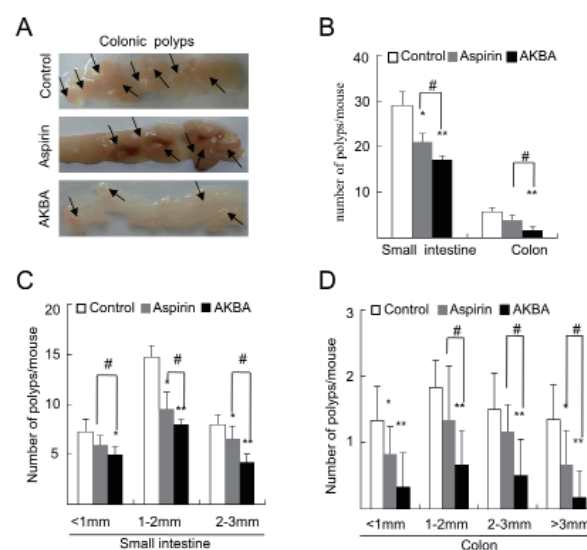 A
Colonic polyps
Control
Aspirin
AKBA
B
Control Aspirin AKBA
number of polyps/mouse
40
30
20
10
#
*
**
#
**
Small intestine Colon
C
Control Aspirin AKBA
Number of polyps/mouse
20
15
10
5
#
*
#
*
**
#
*
**
<1mm 1-2mm 2-3mm
Small intestine
D
Control Aspirin AKBA
Number of polyps/mouse
3
2
1
*
**
#
**
#
**
#
*
**
<1mm 1-2mm 2-3mm >3mm
Colon